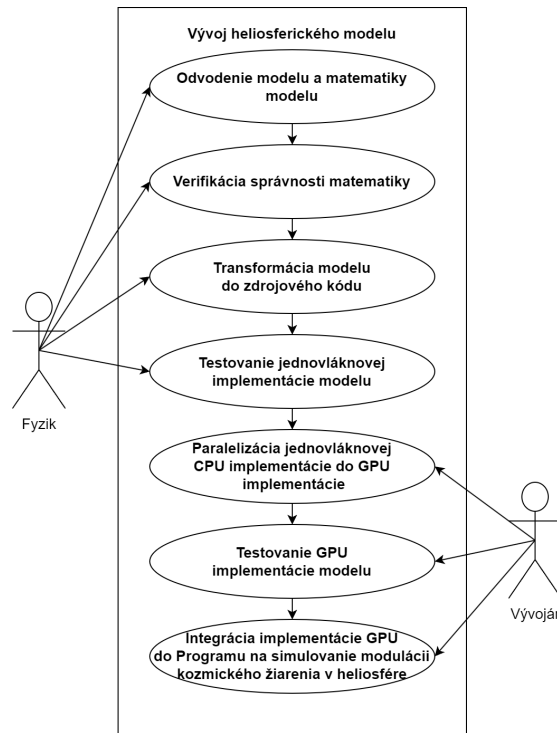 Vývoj heliosferického modelu
Odvodenie modelu a matematiky
modelu
Verifikácia správnosti matematiky
Transformácia modelu
do zdrojového kódu
Testovanie jednovláknovej
implementácie modelu
Fyzik
Paralelizácia jednovláknovej
CPU implementácie do GPU
implementácie
Testovanie GPU
implementácie modelu
Vývojár
Integrácia implementície GPU
do Programu na simulovanie modulácii
kozmického žiarenia v heliosfére